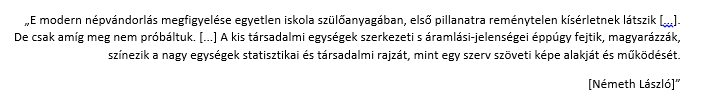 „E modern népvándorlás megfigyelése egyetlen iskola szülőanyagában, első pillanatra reménytelen kísérletnek látszik [...].
De csak amíg meg nem próbáltuk. [...] A kis társadalmi egységek szerkezeti s áramlási-jelenségei éppúgy fejtik, magyarázzák,
színezik a nagy egységek statisztikai és társadalmi rajzát, mint egy szerv szöveti képe alakját és működését.
[Németh László]”